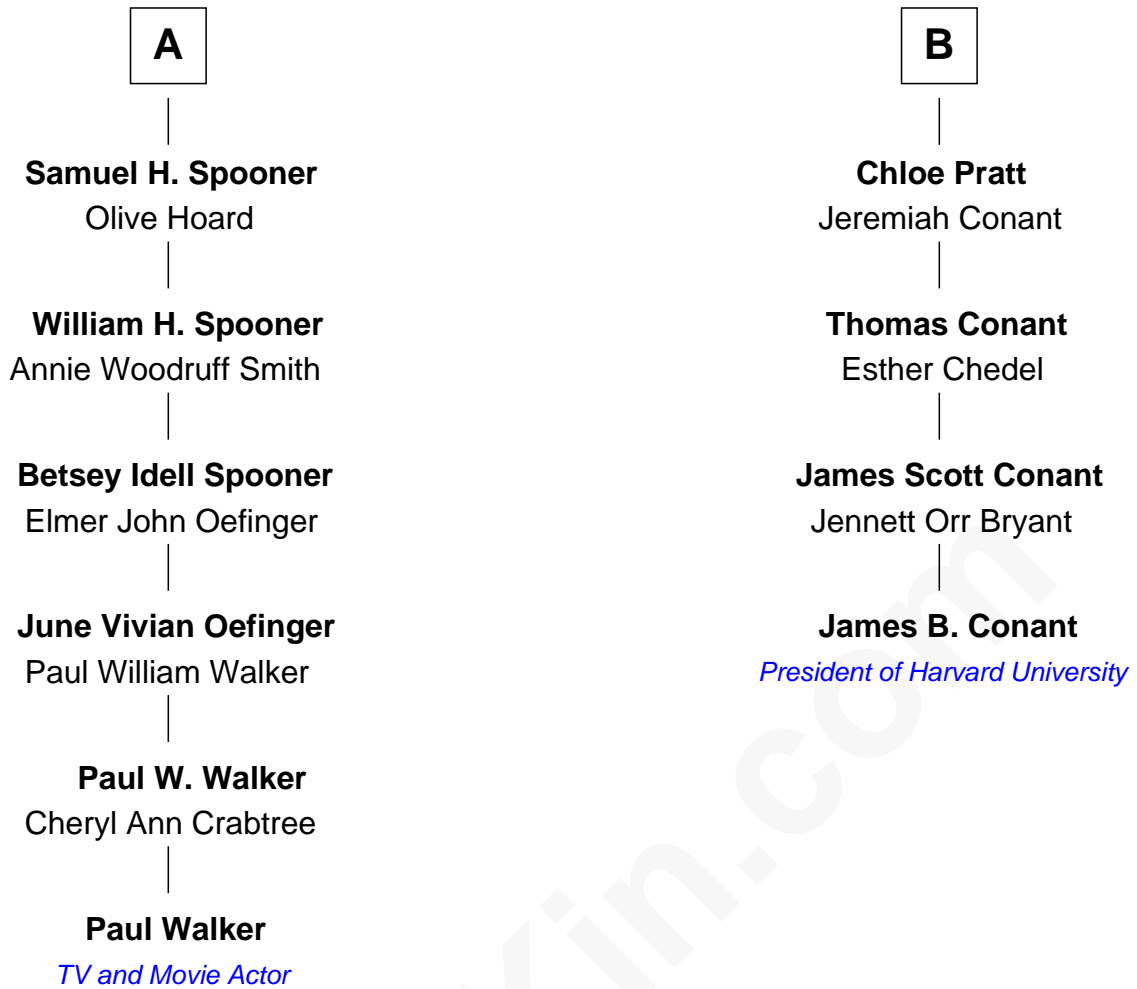 A
Samuel H. Spooner
Olive Hoard
William H. Spooner
Annie Woodruff Smith
Betsey Idell Spooner
Elmer John Oefinger
June Vivian Oefinger
Paul William Walker
Paul W. Walker
Cheryl Ann Crabtree
Paul Walker
TV and Movie Actor
B
Chloe Pratt
Jeremiah Conant
Thomas Conant
Esther Chedel
James Scott Conant
Jennett Orr Bryant
James B. Conant
President of Harvard University
Kin.com